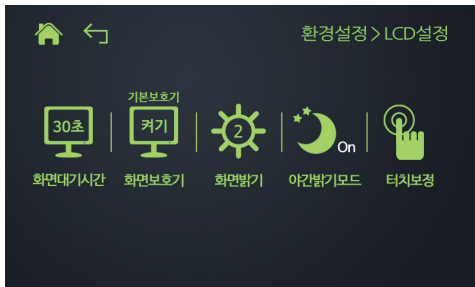 환경설정 > LCD설정
기본보호기
30초
켜기
2
On
화면대기시간
화면보호기
화면밝기
야간밝기모드
터치보정